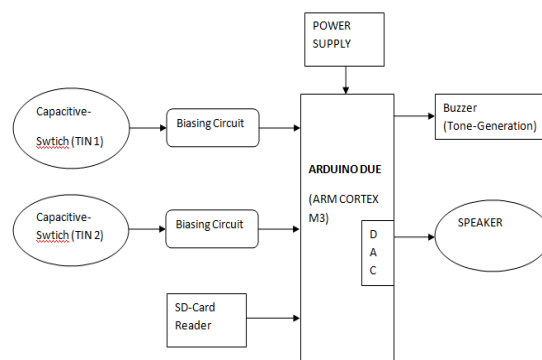 POWER
SUPPLY
Capacitive-
Swtich (TIN 1)
Biasing Circuit
Buzzer
(Tone-Generation)
ARDUINO DUE
(ARM CORTEX
M3)
Capacitive-
Swtich (TIN 2)
Biasing Circuit
D
A
C
SPEAKER
SD-Card
Reader